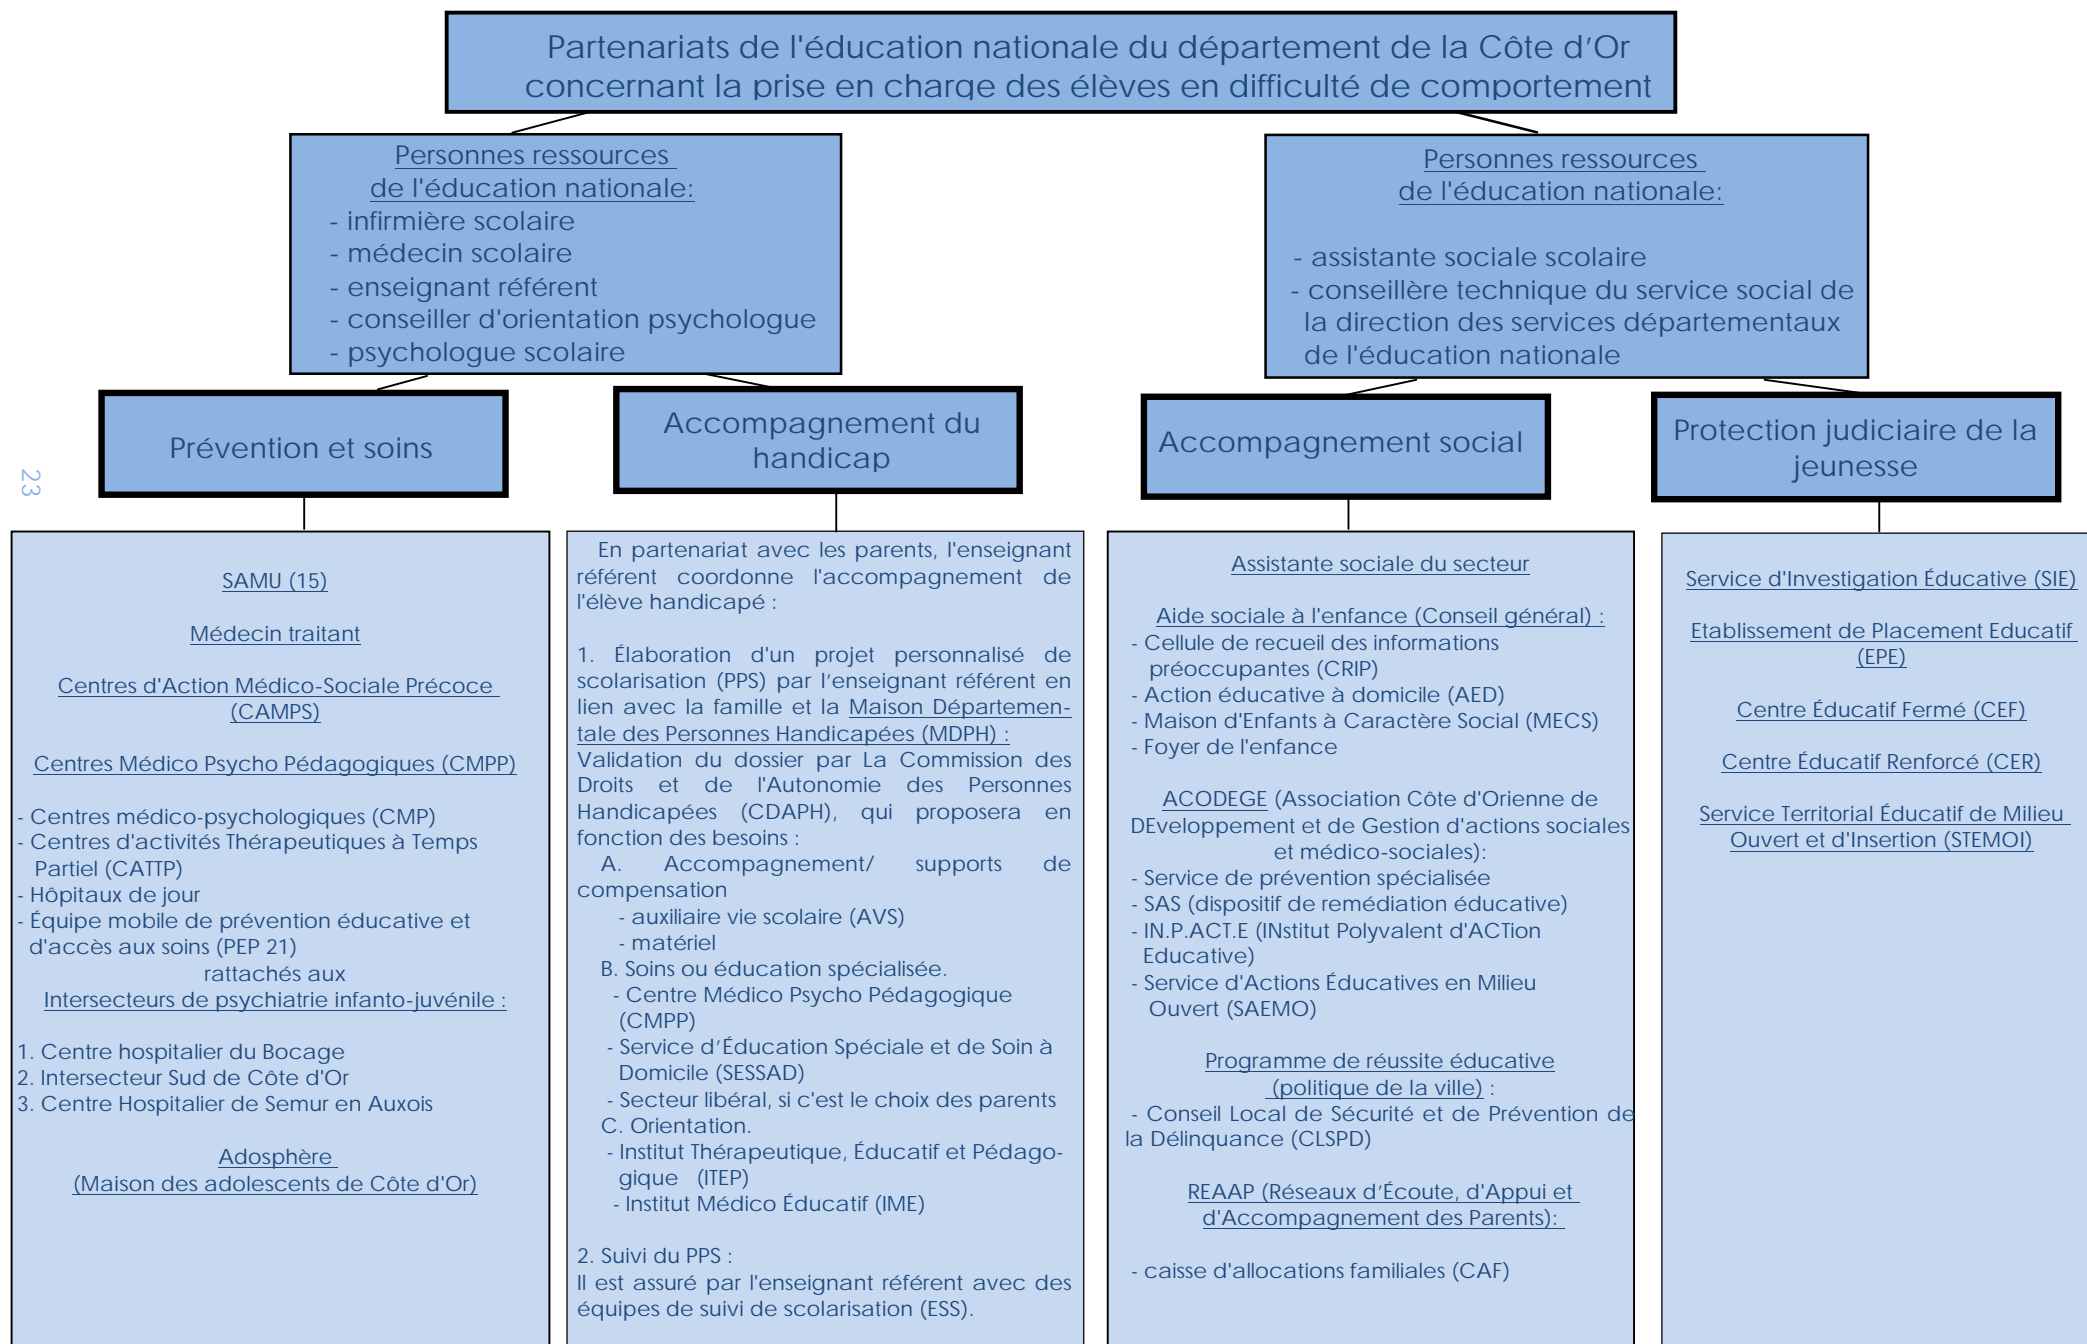 Partenariats de l'éducation nationale du département de la Côte d'Or
concernant la prise en charge des élèves en difficulté de comportement
Personnes ressources
de l'éducation nationale:
- infirmière scolaire
- médecin scolaire
- enseignant référent
- conseiller d'orientation psychologue
- psychologue scolaire
Personnes ressources
de l'éducation nationale:
- assistante sociale scolaire
- conseillère technique du service social de
la direction des services départementaux
de l'éducation nationale
Prévention et soins
Accompagnement du
handicap
Accompagnement social
Protection judiciaire de la
jeunesse
23
SAMU (15)
Médecin traitant
Centres d'Action Médico-Sociale Précoce
(CAMPS)
Centres Médico Psycho Pédagogiques (CMPP)
- Centres médico-psychologiques (CMP)
- Centres d'activités Thérapeutiques à Temps
Partiel (CATTP)
- Hôpitaux de jour
- Équipe mobile de prévention éducative et
d'accès aux soins (PEP 21)
rattachés aux
Intersecteurs de psychiatrie infanto-juvénile :
1. Centre hospitalier du Bocage
2. Intersecteur Sud de Côte d'Or
3. Centre Hospitalier de Semur en Auxois
Adosphère
(Maison des adolescents de Côte d'Or)
En partenariat avec les parents, l'enseignant
référent coordonne l'accompagnement de
l'élève handicapé :
1. Élaboration d'un projet personnalisé de
scolarisation (PPS) par l'enseignant référent en
lien avec la famille et la Maison Départemen-
tale des Personnes Handicapées (MDPH) :
Validation du dossier par La Commission des
Droits et de l'Autonomie des Personnes
Handicapées (CDAPH), qui proposera en
fonction des besoins :
A. Accompagnement/ supports de
compensation
- auxiliaire vie scolaire (AVS)
- matériel
B. Soins ou éducation spécialisée.
- Centre Médico Psycho Pédagogique
(CMPP)
- Service d'Éducation Spéciale et de Soin à
Domicile (SESSAD)
- Secteur libéral, si c'est le choix des parents
C. Orientation.
- Institut Thérapeutique, Éducatif et Pédago-
gique (ITEP)
- Institut Médico Éducatif (IME)
2. Suivi du PPS :
Il est assuré par l'enseignant référent avec des
équipes de suivi de scolarisation (ESS).
Assistante sociale du secteur
Aide sociale à l'enfance (Conseil général) :
- Cellule de recueil des informations
préoccupantes (CRIP)
- Action éducative à domicile (AED)
- Maison d'Enfants à Caractère Social (MECS)
- Foyer de l'enfance
ACODEGE (Association Côte d'Orienne de
DEveloppement et de Gestion d'actions sociales
et médico-sociales):
- Service de prévention spécialisée
- SAS (dispositif de remédiation éducative)
- IN.P.ACT.E (INstitut Polyvalent d'ACTion
Educative)
- Service d'Actions Éducatives en Milieu
Ouvert (SAEMO)
Programme de réussite éducative
(politique de la ville) :
- Conseil Local de Sécurité et de Prévention de
la Délinquance (CLSPD)
REAAP (Réseaux d'Écoute, d'Appui et
d'Accompagnement des Parents):
- caisse d'allocations familiales (CAF)
Service d'Investigation Éducative (SIE)
Etablissement de Placement Educatif
(EPE)
Centre Éducatif Fermé (CEF)
Centre Éducatif Renforcé (CER)
Service Territorial Éducatif de Milieu
Ouvert et d'Insertion (STEMOI)